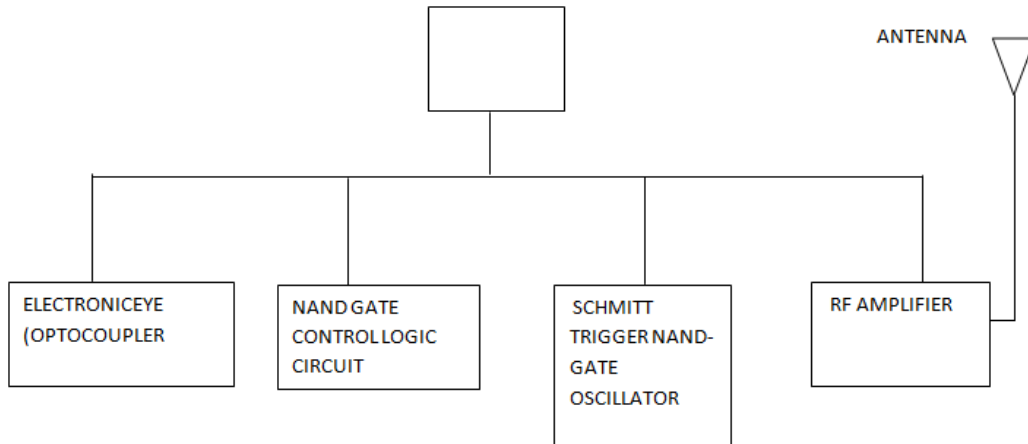 ANTENNA
ELECTRONICEYE
(OPTOCOUPLER
NAND GATE
CONTROL LOGIC
CIRCUIT
SCHMITT
TRIGGER NAND-
GATE
OSCILLATOR
RF AMPLIFIER